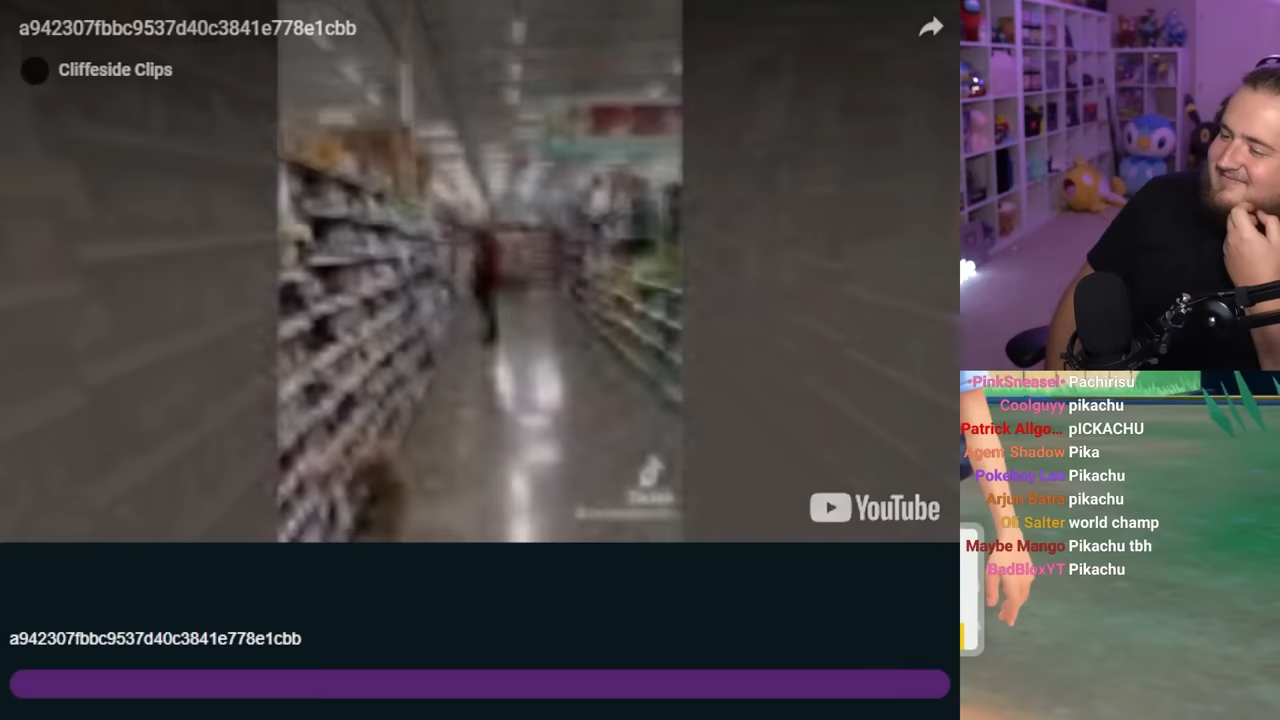 a942307fbbc9537d40c3841e778e1cbb
Cliffeside Clips
YouTube
a942307fbbc9537d40c3841e778e1cbb
-PinkSneasel- Pachirisu
Coolguyy pikachu
Patrick Allgo... pICKACHU
Agent Shadow Pika
Pokeboy Lee Pikachu
Arjun Batra pikachu
Oli Salter world champ
Maybe Mango Pikachu tbh
BadBloxYT Pikachu